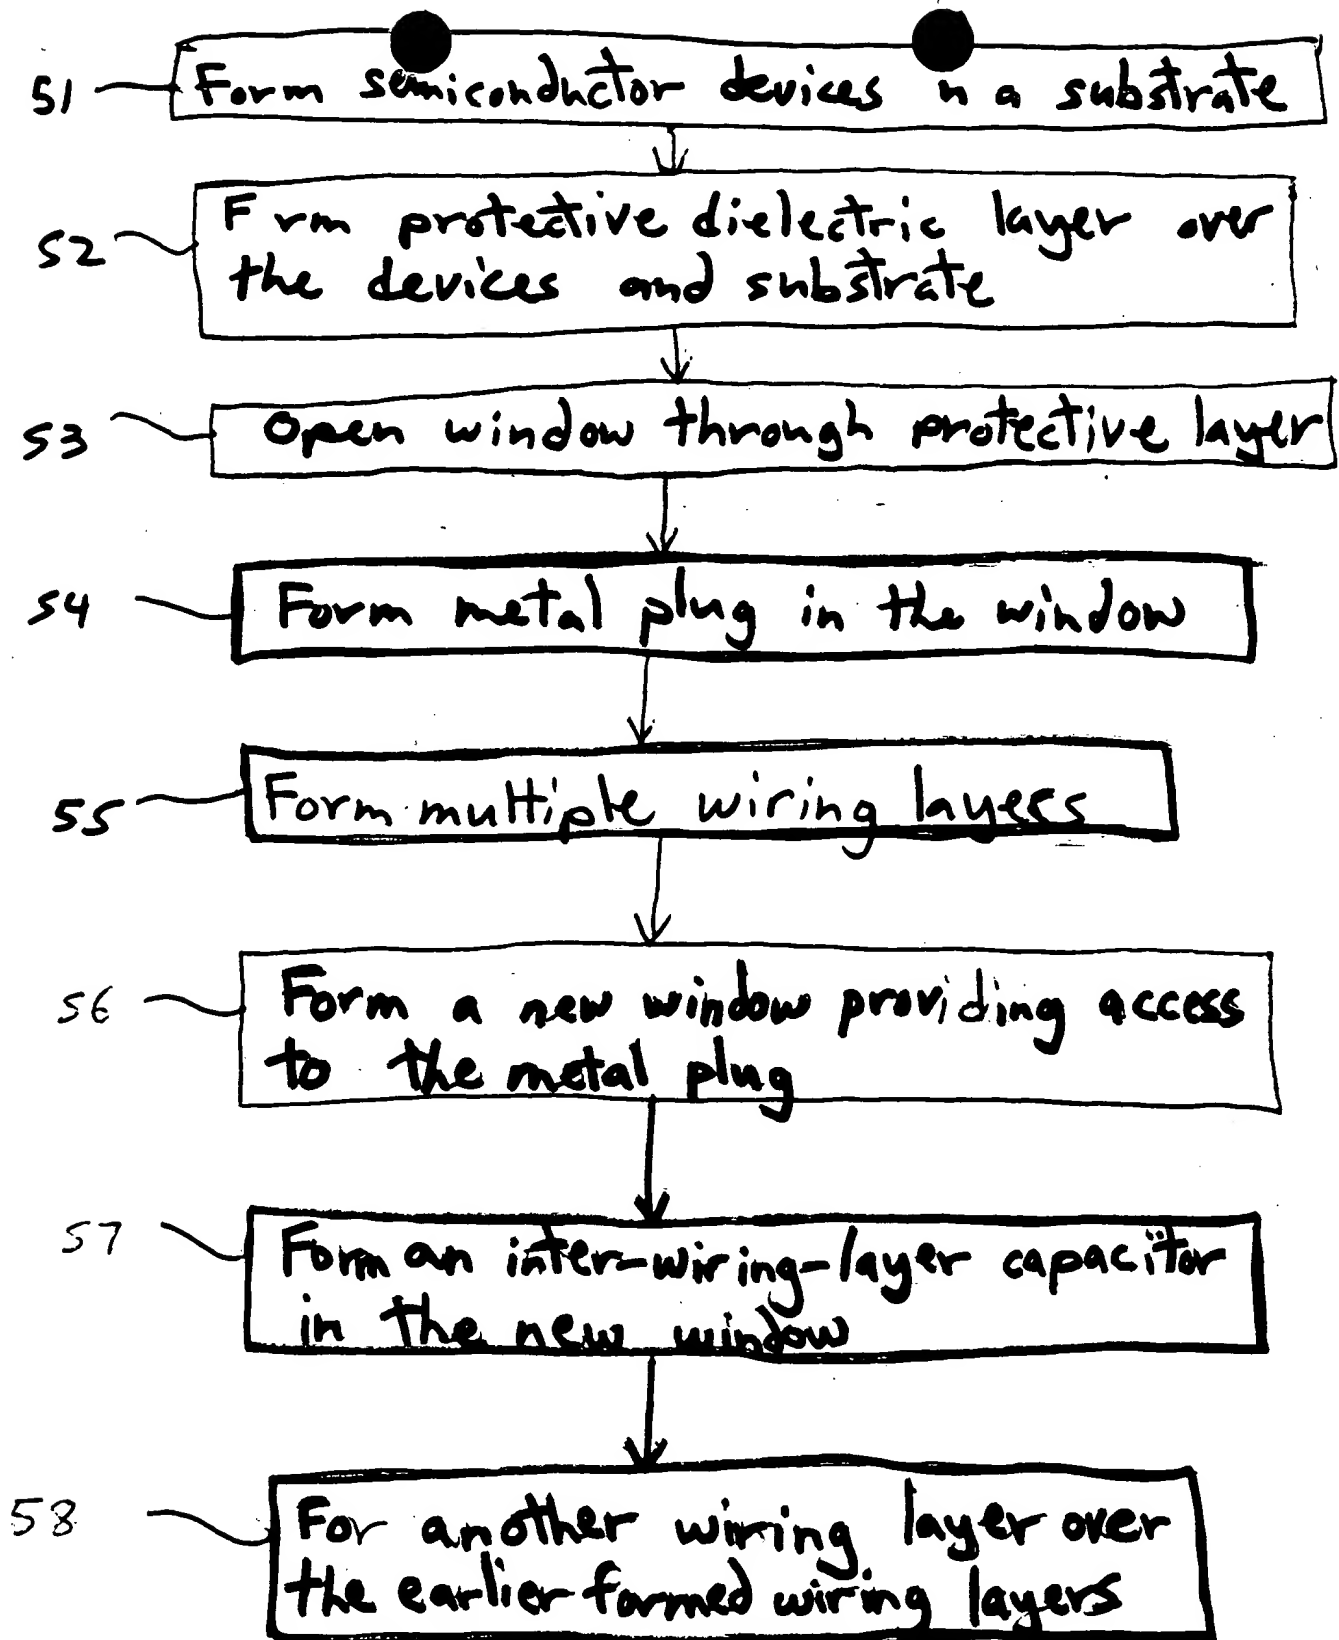 51
Form semiconductor devices n a substrate
52
F rm protective dielectric layer over
the devices and substrate
53
Open window through protective layer
54
Form metal plug in the window
55
Form multiple wiring layers
56
Form a new window providing access
to the metal plug
57
Form an inter-wiring-layer capacitor
in the new window
58
For another wiring layer over
the earlier formed wiring layers